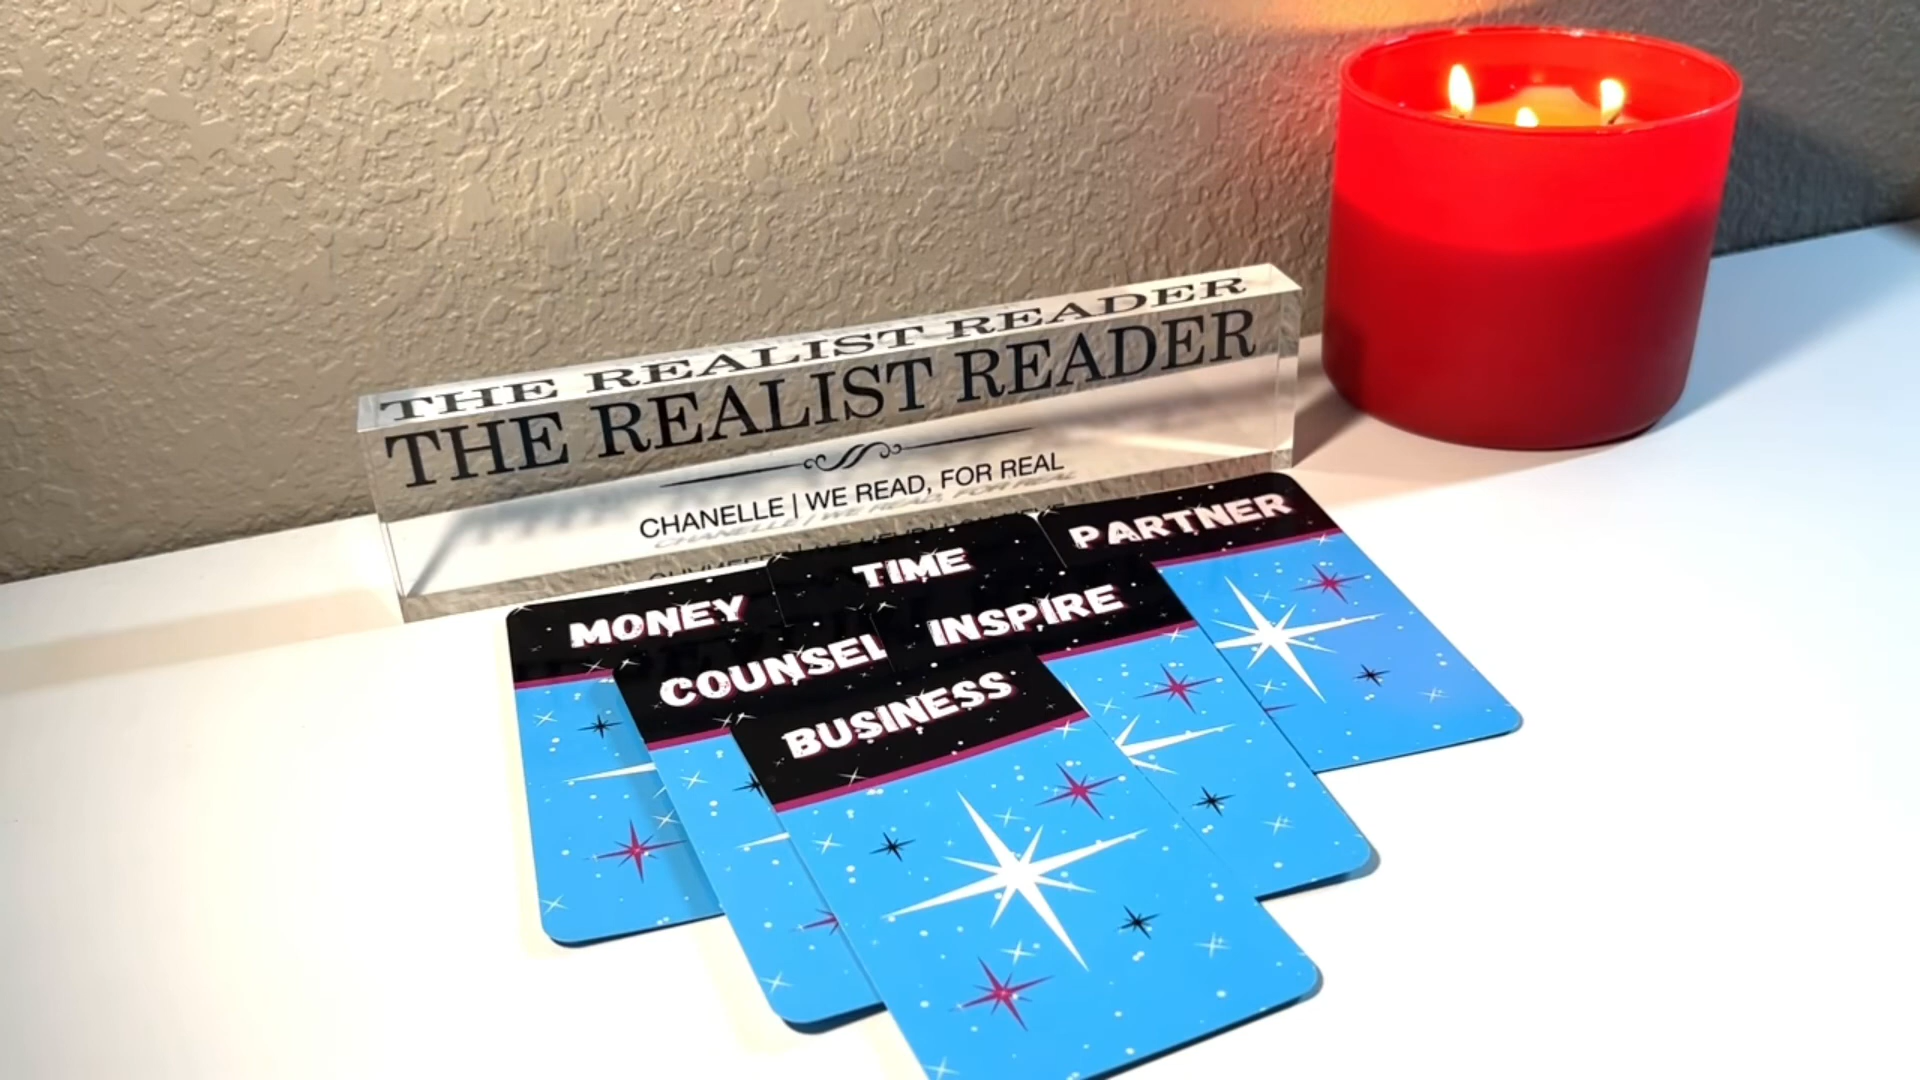 THE REALIST READER
THE REALIST READER
CHANELLE | WE READ, FOR REAL
PARTNER
TIME
MONEY
INSPIRE
COUNSEL
BUSINESS